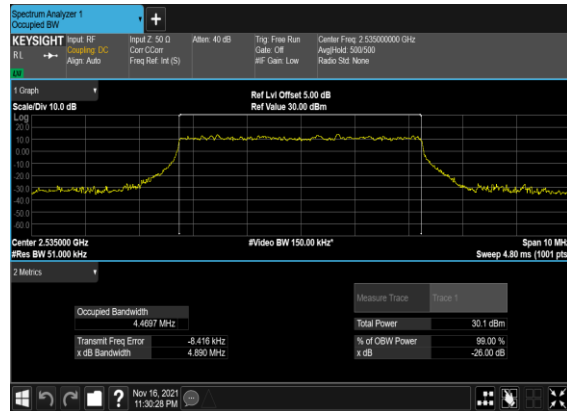 Spectrum Analyzer 1
Occupied BW
+
KEYSIGHT Input: RF Input Z: 50 Ω Atten: 40 dB Trig: Free Run Center Freq: 2.535000000 GHz
RL Coupling: DC Corr CCorr Gate: Off Avg|Hold: 500/500
Align: Auto Freq Ref: Int (S) #IF Gain: Low Radio Std: None
1 Graph
Ref Lvl Offset 5.00 dB
Scale/Div 10.0 dB Ref Value 30.00 dBm
Log
20.0
10.0
0.00
-10.0
-20.0
-30.0
-40.0
-50.0
-60.0
Center 2.535000 GHz #Video BW 150.00 kHz* Span 10 MHz
#Res BW 51.000 kHz Sweep 4.80 ms (1001 pts
2 Metrics
Measure Trace Trace 1
Occupied Bandwidth
4.4697 MHz Total Power 30.1 dBm
Transmit Freq Error -8.416 kHz % of OBW Power 99.00 %
x dB Bandwidth 4.890 MHz x dB -26.00 dB
? Nov 16, 2021
11:30:28 PM